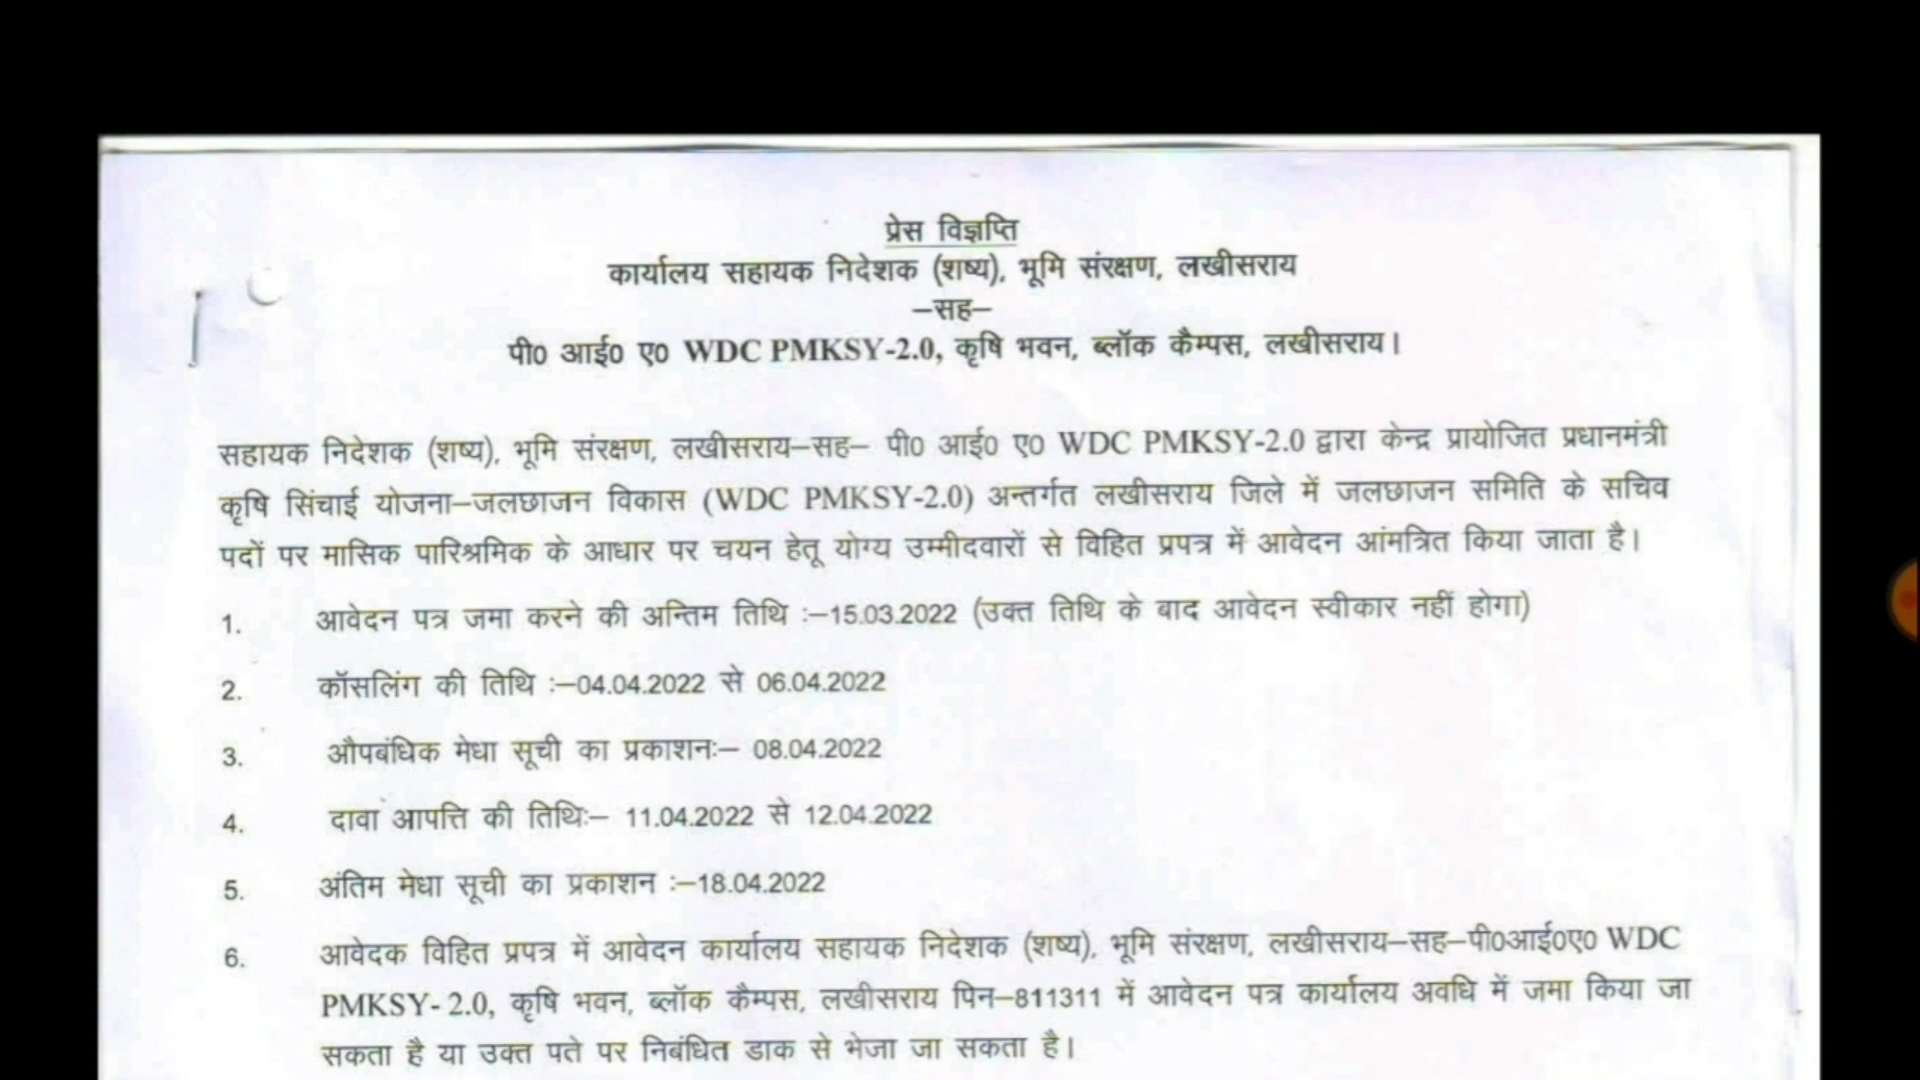 प्रेस विज्ञप्ति
कार्यालय सहायक निदेशक (शष्य), भूमि संरक्षण, लखीसराय
–सह–
पी0 आई0 ए0 WDC PMKSY-2.0, कृषि भवन, ब्लॉक कैम्पस, लखीसराय।
सहायक निदेशक (शष्य), भूमि संरक्षण, लखीसराय–सह– पी0 आई0 ए0 WDC PMKSY-2.0 द्वारा केन्द्र प्रायोजित प्रधानमंत्री
कृषि सिंचाई योजना–जलछाजन विकास (WDC PMKSY-2.0) अन्तर्गत लखीसराय जिले में जलछाजन समिति के सचिव
पदों पर मासिक पारिश्रमिक के आधार पर चयन हेतू योग्य उम्मीदवारों से विहित प्रपत्र में आवेदन आंमत्रित किया जाता है।
1. आवेदन पत्र जमा करने की अन्तिम तिथि :–15.03.2022 (उक्त तिथि के बाद आवेदन स्वीकार नहीं होगा)
2. कॉसलिंग की तिथि :–04.04.2022 से 06.04.2022
3. औपबंधिक मेधा सूची का प्रकाशनः– 08.04.2022
4. दावा आपत्ति की तिथिः– 11.04.2022 से 12.04.2022
5. अंतिम मेधा सूची का प्रकाशन :–18.04.2022
6. आवेदक विहित प्रपत्र में आवेदन कार्यालय सहायक निदेशक (शष्य), भूमि संरक्षण, लखीसराय–सह–पी0आई0ए0 WDC
PMKSY- 2.0, कृषि भवन, ब्लॉक कैम्पस, लखीसराय पिन–811311 में आवेदन पत्र कार्यालय अवधि में जमा किया जा
सकता है या उक्त पते पर निबंधित डाक से भेजा जा सकता है।